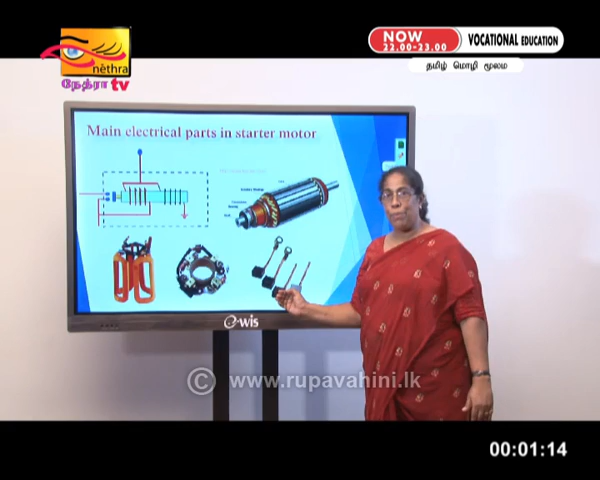 NOW
22.00-23.00
VOCATIONAL EDUCATION
தமிழ் மொழி மூலம்
nethra
நேத்ரா tv
Main electrical parts in starter motor
e-wis
© www.rupavahini.lk
00:01:14